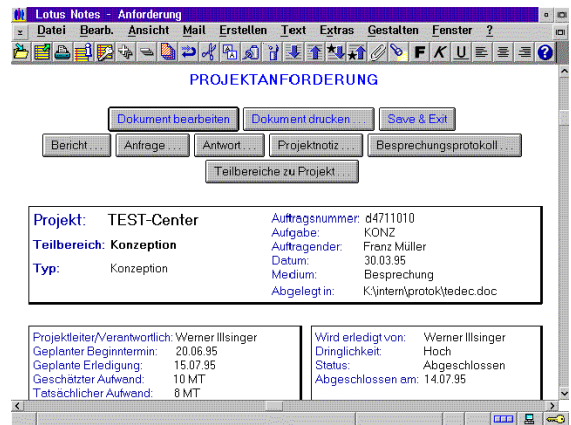 Lotus Notes - Anforderung
Datei Bearb. Ansicht Mail Erstellen Text Extras Gestalten Fenster ?
F K U
PROJEKTANFORDERUNG
Dokument bearbeiten Dokument drucken... Save & Exit
Bericht... Anfrage... Antwort... Projektnotiz... Besprechungsprotokoll...
Teilbereiche zu Projekt...
Projekt: TEST-Center
Teilbereich: Konzeption
Typ: Konzeption
Auftragsnummer: d4711010
Aufgabe: KONZ
Auftragender: Franz Müller
Datum: 30.03.95
Medium: Besprechung
Abgelegt in: K:\intern\protok\tedec.doc
Projektleiter/Verantwortlich: Werner Illsinger
Geplanter Beginntermin: 20.06.95
Geplante Erledigung: 15.07.95
Geschätzter Aufwand: 10 MT
Tatsächlicher Aufwand: 8 MT
Wird erledigt von: Werner Illsinger
Dringlichkeit: Hoch
Status: Abgeschlossen
Abgeschlossen am: 14.07.95